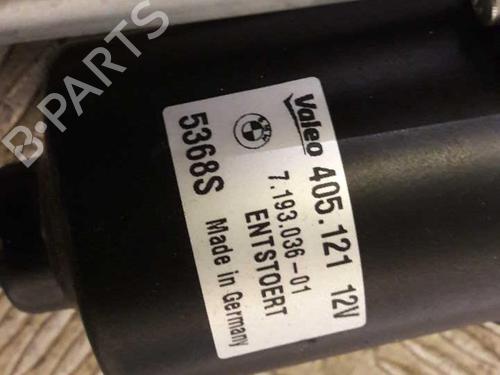 Valeo 405.121 12V
7.193.036-01
ENTSTOERT
5368S Made in Germany
B-PARTS